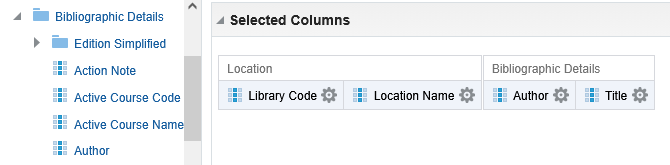 Bibliographic Details
Edition Simplified
Action Note
Active Course Code
Active Course Name
Author
Selected Columns
Location
Bibliographic Details
Library Code
Location Name
Author
Title